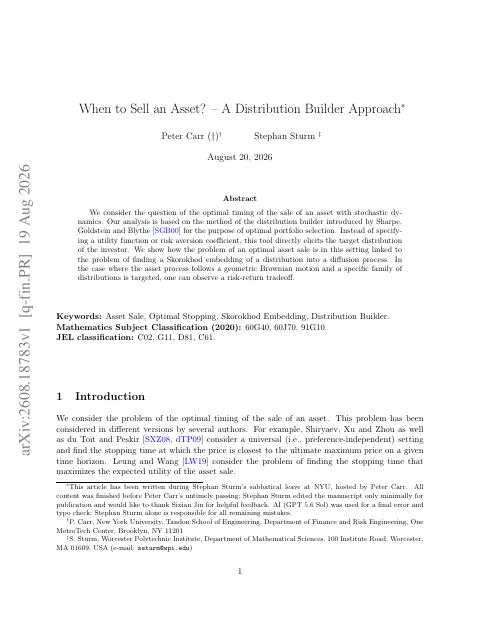 When to Sell an Asset? – A Distribution Builder Approach*
Peter Carr (†)† Stephan Sturm ‡
August 20, 2026
Abstract
We consider the question of the optimal timing of the sale of an asset with stochastic dy-
namics. Our analysis is based on the method of the distribution builder introduced by Sharpe,
Goldstein and Blythe [SGB00] for the purpose of optimal portfolio selection. Instead of specify-
ing a utility function or risk aversion coefficient, this tool directly elicits the target distribution
of the investor. We show how the problem of an optimal asset sale is in this setting linked to
the problem of finding a Skorokhod embedding of a distribution into a diffusion process. In
the case where the asset process follows a geometric Brownian motion and a specific family of
distributions is targeted, one can observe a risk-return tradeoff.
Keywords: Asset Sale, Optimal Stopping, Skorokhod Embedding, Distribution Builder.
Mathematics Subject Classification (2020): 60G40, 60J70, 91G10.
JEL classification: C02, G11, D81, C61.
1 Introduction
We consider the problem of the optimal timing of the sale of an asset. This problem has been
considered in different versions by several authors. For example, Shiryaev, Xu and Zhou as well
as du Toit and Peskir [SXZ08, dTP09] consider a universal (i.e., preference-independent) setting
and find the stopping time at which the price is closest to the ultimate maximum price on a given
time horizon. Leung and Wang [LW19] consider the problem of finding the stopping time that
maximizes the expected utility of the asset sale.
*This article has been written during Stephan Sturm's sabbatical leave at NYU, hosted by Peter Carr. All
content was finished before Peter Carr's untimely passing; Stephan Sturm edited the manuscript only minimally for
publication and would like to thank Sixian Jin for helpful feedback. AI (GPT 5.6 Sol) was used for a final error and
typo check; Stephan Sturm alone is responsible for all remaining mistakes.
†P. Carr, New York University, Tandon School of Engineering, Department of Finance and Risk Engineering, One
MetroTech Center, Brooklyn, NY 11201
‡S. Sturm, Worcester Polytechnic Institute, Department of Mathematical Sciences, 100 Institute Road, Worcester,
MA 01609, USA (e-mail: ssturm@wpi.edu)
1
arXiv:2608.18783v1 [q-fin.PR] 19 Aug 2026